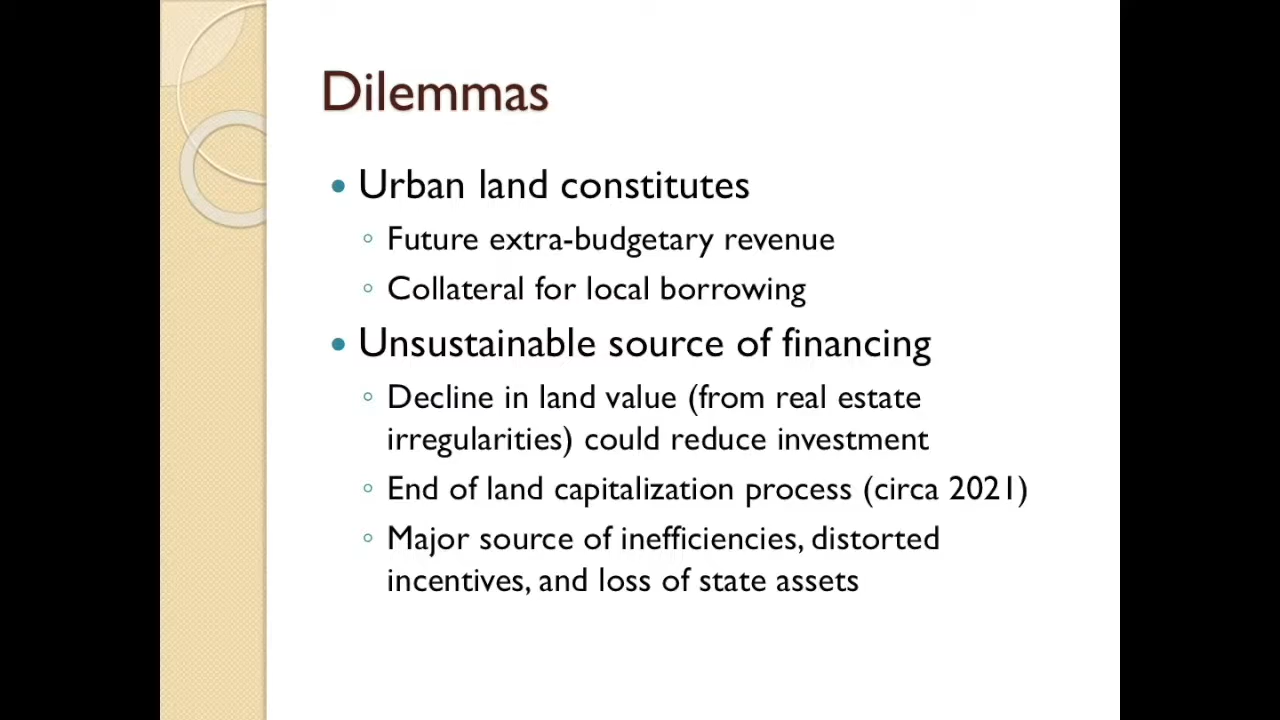 Dilemmas
• Urban land constitutes
◦ Future extra-budgetary revenue
◦ Collateral for local borrowing
• Unsustainable source of financing
◦ Decline in land value (from real estate
irregularities) could reduce investment
◦ End of land capitalization process (circa 2021)
◦ Major source of inefficiencies, distorted
incentives, and loss of state assets